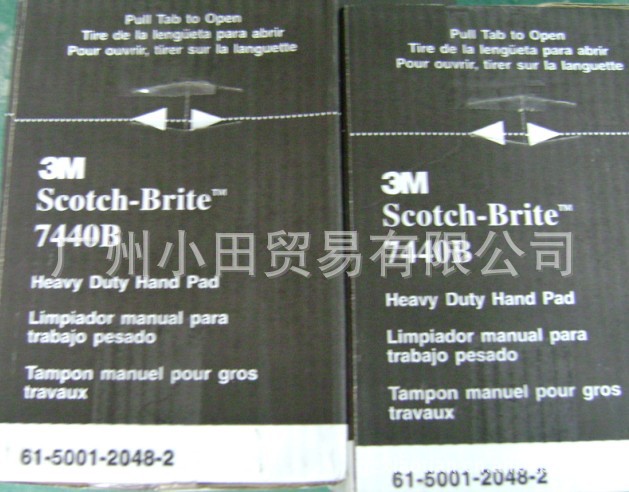 Pull Tab to Open
Tire de la lengüeta para abrir
Pour ouvrir, tirer sur la languette
3M
Scotch-Brite™
7440B
Heavy Duty Hand Pad
Limpiador manual para
trabajo pesado
Tampon manuel pour gros
travaux
61-5001-2048-2
Pull Tab to Open
Tire de la lengüeta para abrir
Pour ouvrir, tirer sur la languette
3M
Scotch-Brite™
7440B
Heavy Duty Hand Pad
Limpiador manual para
trabajo pesado
Tampon manuel pour gros
travaux
61-5001-2048-2
广州小田贸易有限公司